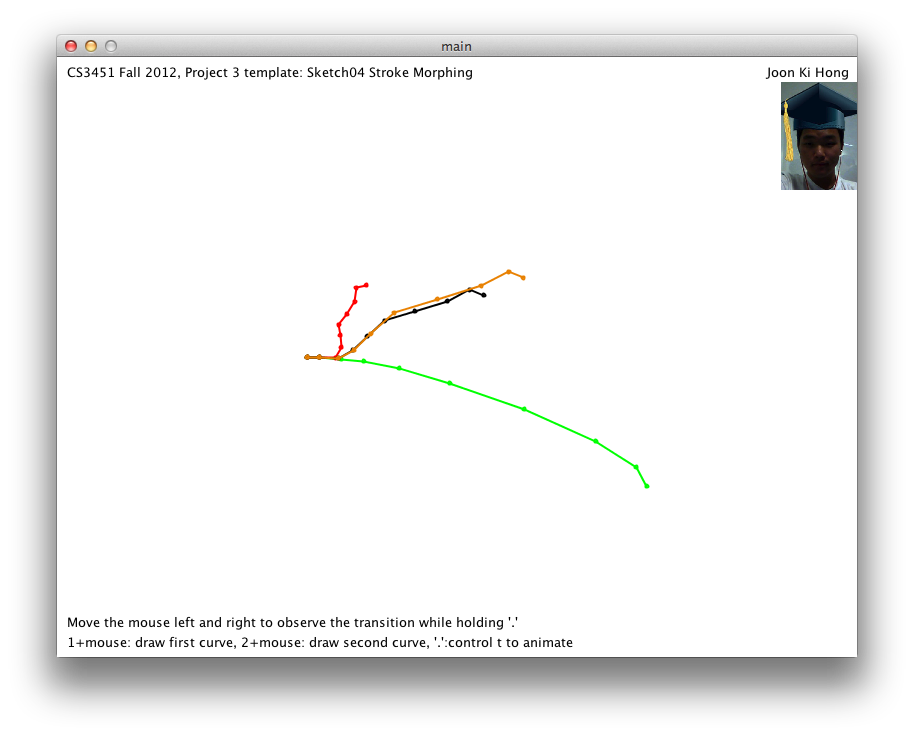 main
CS3451 Fall 2012, Project 3 template: Sketch04 Stroke Morphing
Joon Ki Hong
Move the mouse left and right to observe the transition while holding '.'
1+mouse: draw first curve, 2+mouse: draw second curve, '.':control t to animate